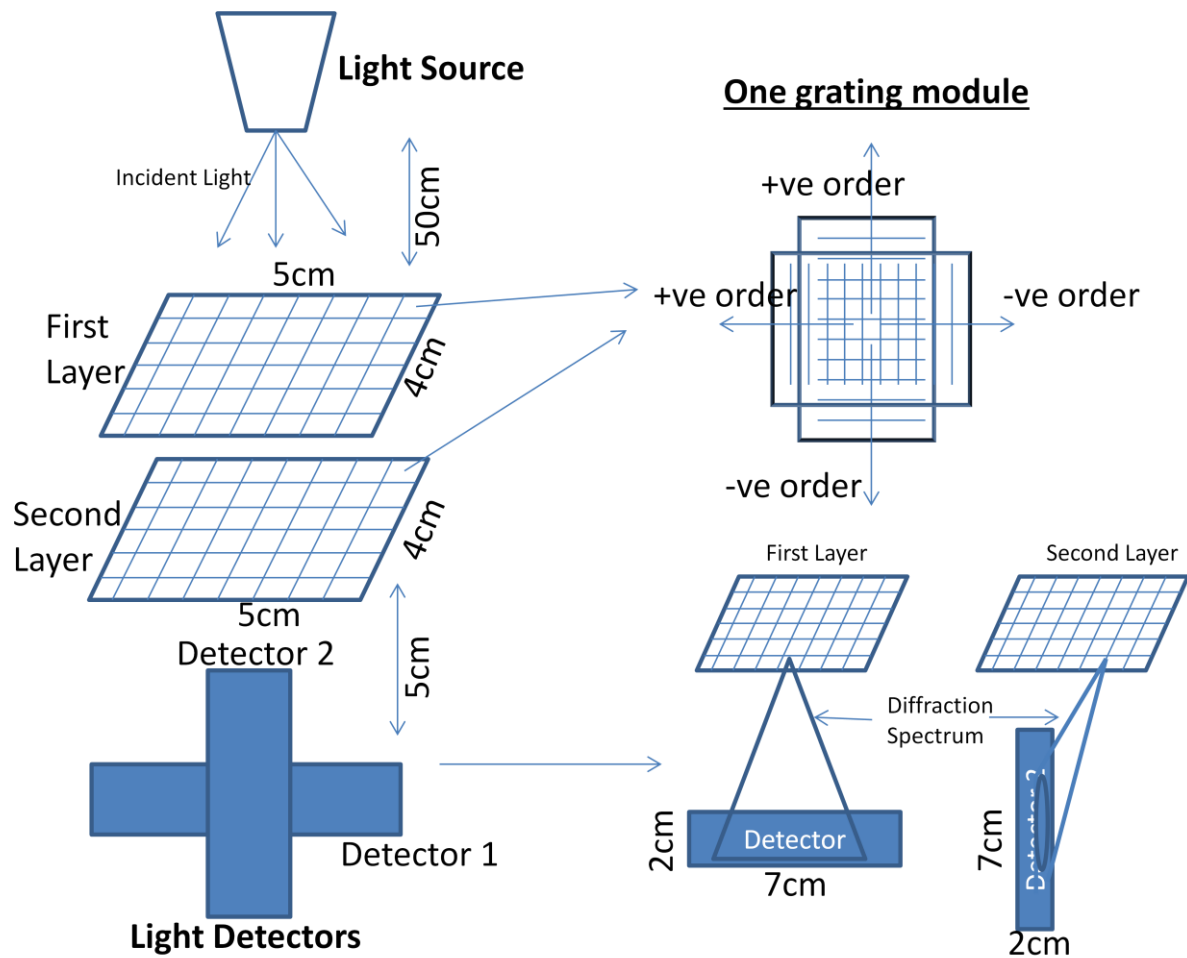 Light Source
Incident Light
50cm
5cm
First
Layer
4cm
Second
Layer
4cm
5cm
5cm
Detector 2
Detector 1
Light Detectors
One grating module
+ve order
+ve order
-ve order
-ve order
First Layer
Second Layer
Diffraction
Spectrum
2cm
Detector
7cm
7cm
Detector 2
2cm